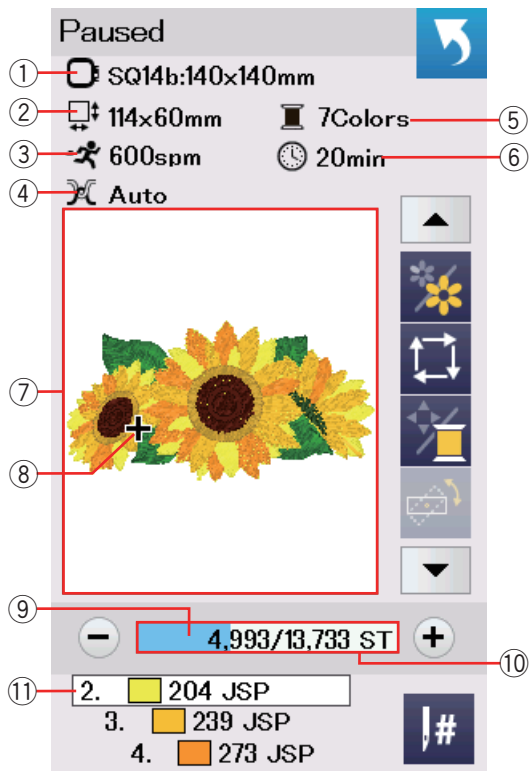 Paused
① SQ14b:140x140mm
② 114x60mm 7Colors ⑤
③ 600spm 20min ⑥
④ Auto
⑦
⑧
⑨
− 4,993/13,733 ST +
⑩
⑪ 2. 204 JSP
3. 239 JSP
4. 273 JSP
#